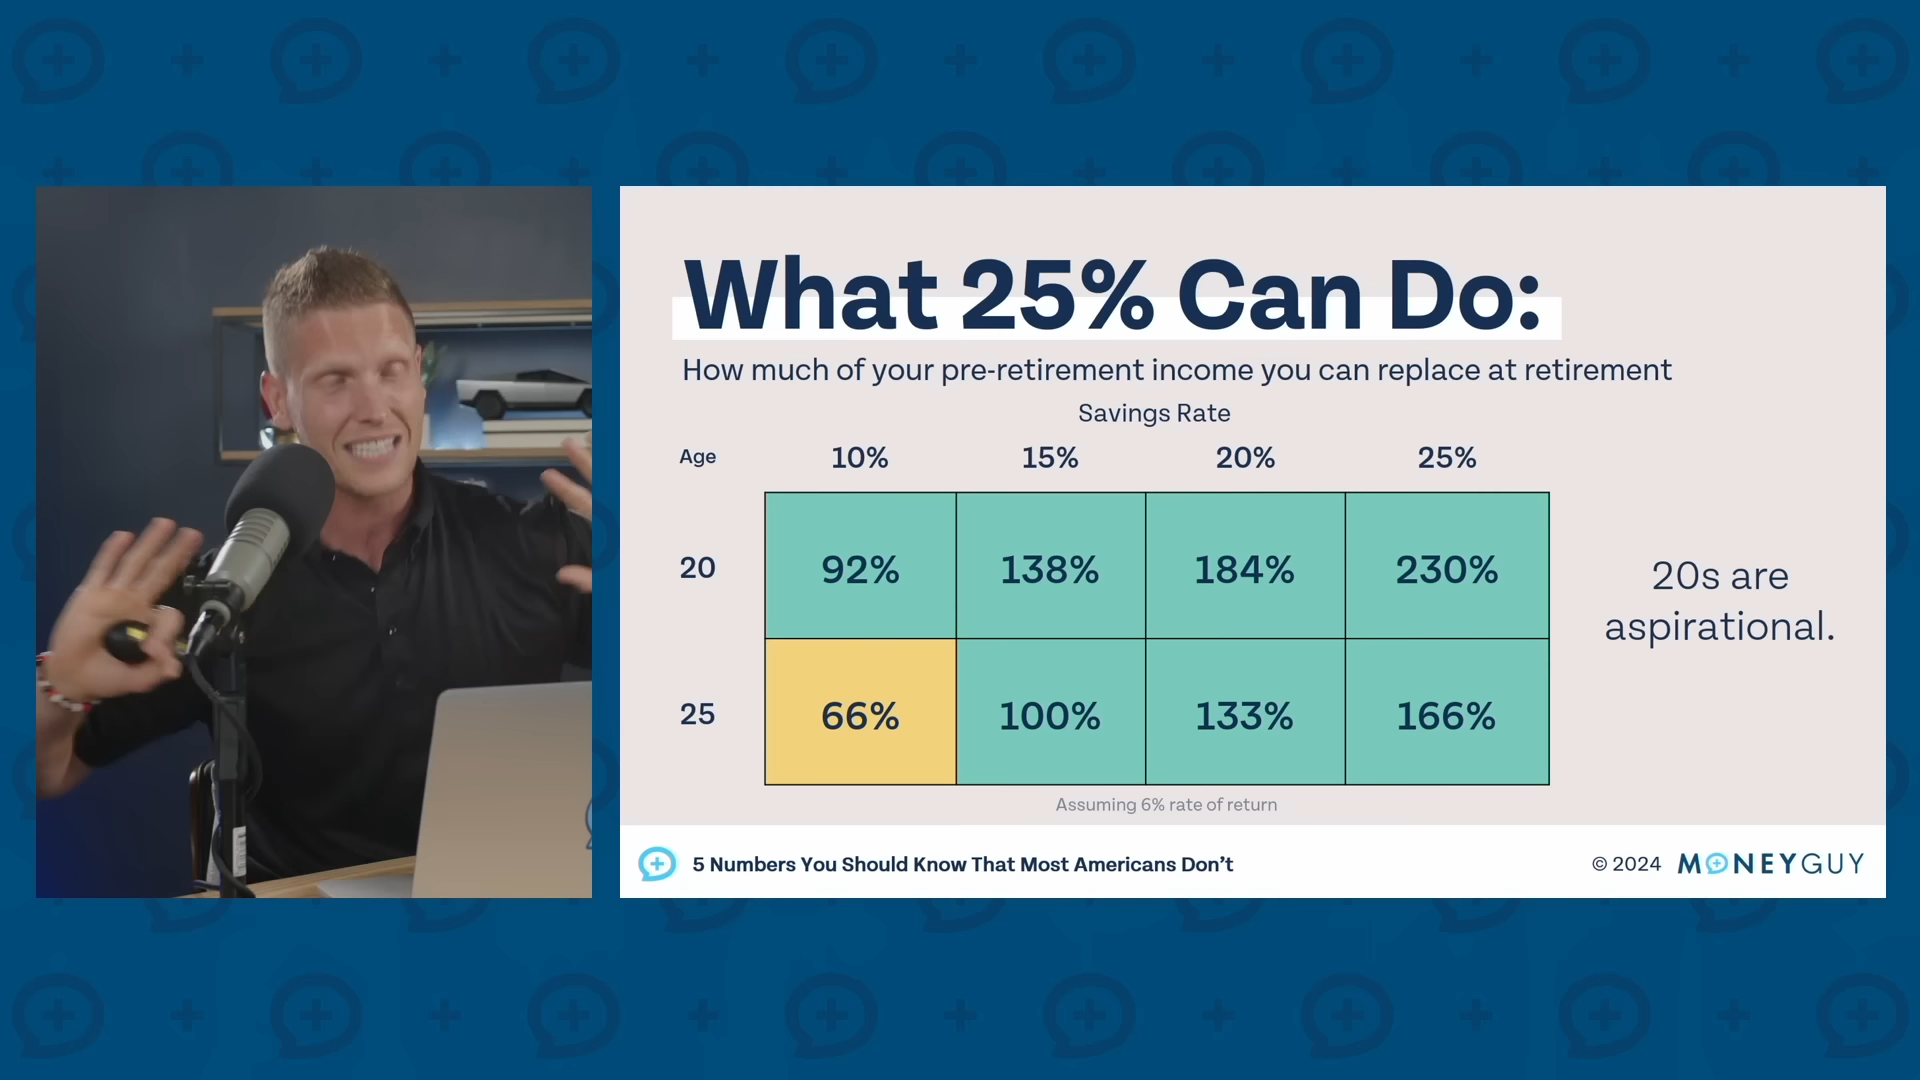 What 25% Can Do:
How much of your pre-retirement income you can replace at retirement
Savings Rate
Age 10% 15% 20% 25%
20 92% 138% 184% 230%
25 66% 100% 133% 166%
20s are
aspirational.
Assuming 6% rate of return
5 Numbers You Should Know That Most Americans Don’t
© 2024 MONEYGUY